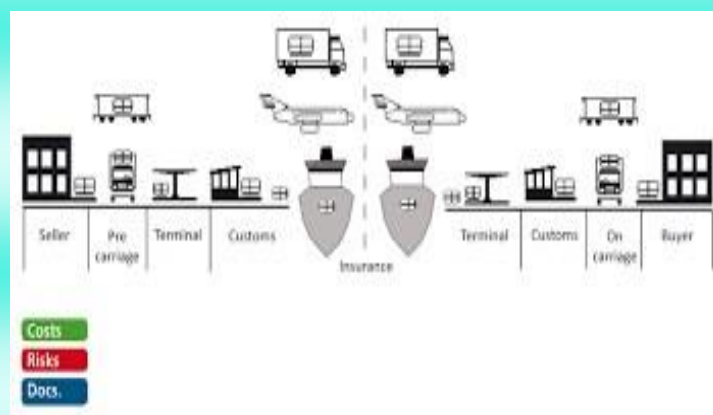 Seller
Pre
carriage
Terminal
Customs
Insurance
Terminal
Customs
On
carriage
Buyer
Costs
Risks
Docs.